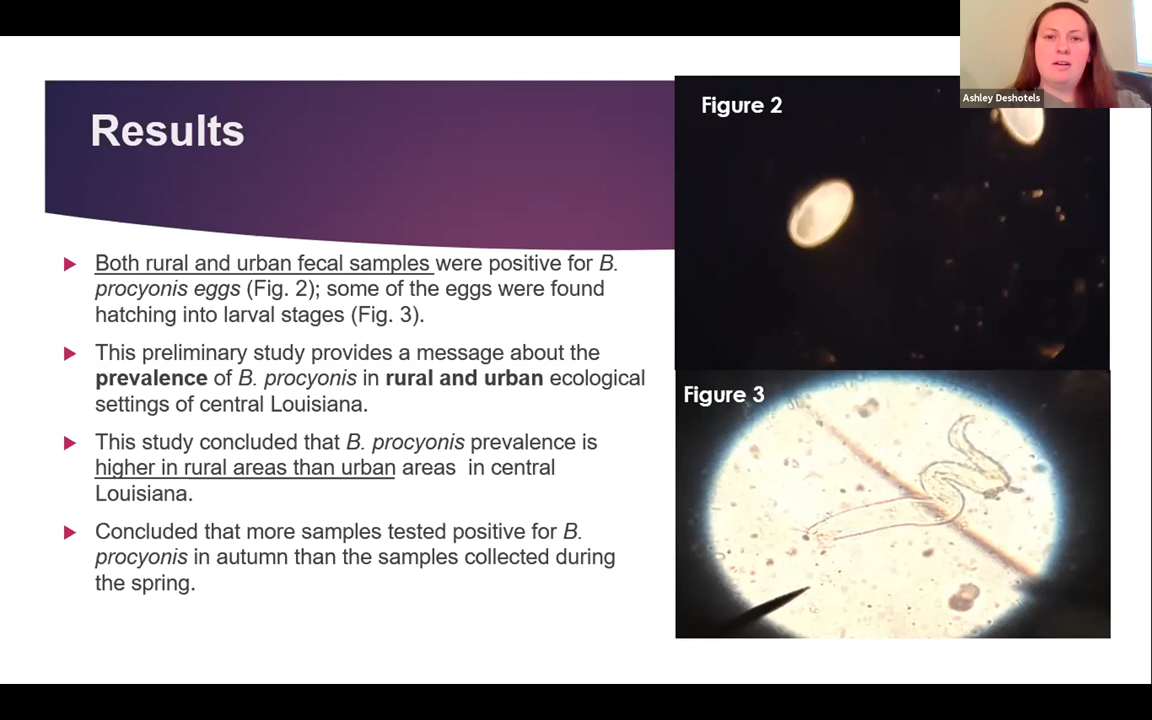 Ashley Deshotels
Results
Figure 2
Both rural and urban fecal samples were positive for B.
procyonis eggs (Fig. 2); some of the eggs were found
hatching into larval stages (Fig. 3).
This preliminary study provides a message about the
prevalence of B. procyonis in rural and urban ecological
settings of central Louisiana.
This study concluded that B. procyonis prevalence is
higher in rural areas than urban areas in central
Louisiana.
Concluded that more samples tested positive for B.
procyonis in autumn than the samples collected during
the spring.
Figure 3